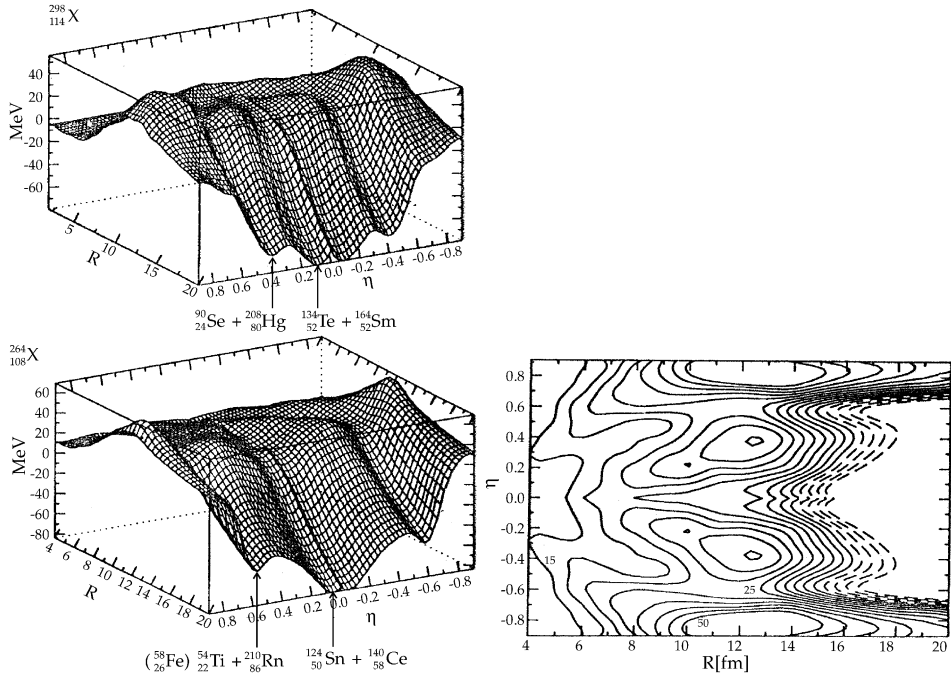 298
114 X
40
20
0
-20
-40
-60
MeV
5
10
15
20
R
0.8 0.6 0.4 0.2 0.0 -0.2 -0.4 -0.6 -0.8
η
90 24 Se + 208 80 Hg 134 52 Te + 164 52 Sm
264
108 X
60
40
20
0
-20
-40
-60
-80
MeV
4 6 8 10 12 14 16 18 20
R
0.8 0.6 0.4 0.2 0.0 -0.2 -0.4 -0.6 -0.8
η
(58 26 Fe) 54 22 Ti + 210 86 Rn 124 50 Sn + 140 58 Ce
0.8
0.6
0.4
0.2
0.0
-0.2
-0.4
-0.6
-0.8
η
15
25
50
4 6 8 10 12 14 16 18 20
R[fm]